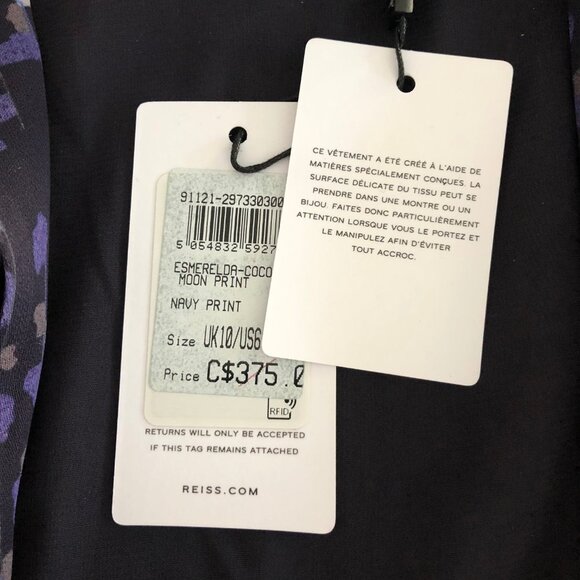 91121-297330300
5 054832 5927
ESMERELDA-COCO
MOON PRINT
NAVY PRINT
Size UK10/US6
Price C$375.0
RFID
RETURNS WILL ONLY BE ACCEPTED
IF THIS TAG REMAINS ATTACHED
REISS.COM
CE VÊTEMENT A ÉTÉ CRÉÉ À L'AIDE DE
MATIÈRES SPÉCIALEMENT CONÇUES. LA
SURFACE DÉLICATE DU TISSU PEUT SE
PRENDRE DANS UNE MONTRE OU UN
BIJOU. FAITES DONC PARTICULIÈREMENT
ATTENTION LORSQUE VOUS LE PORTEZ ET
LE MANIPULEZ AFIN D'ÉVITER
TOUT ACCROC.